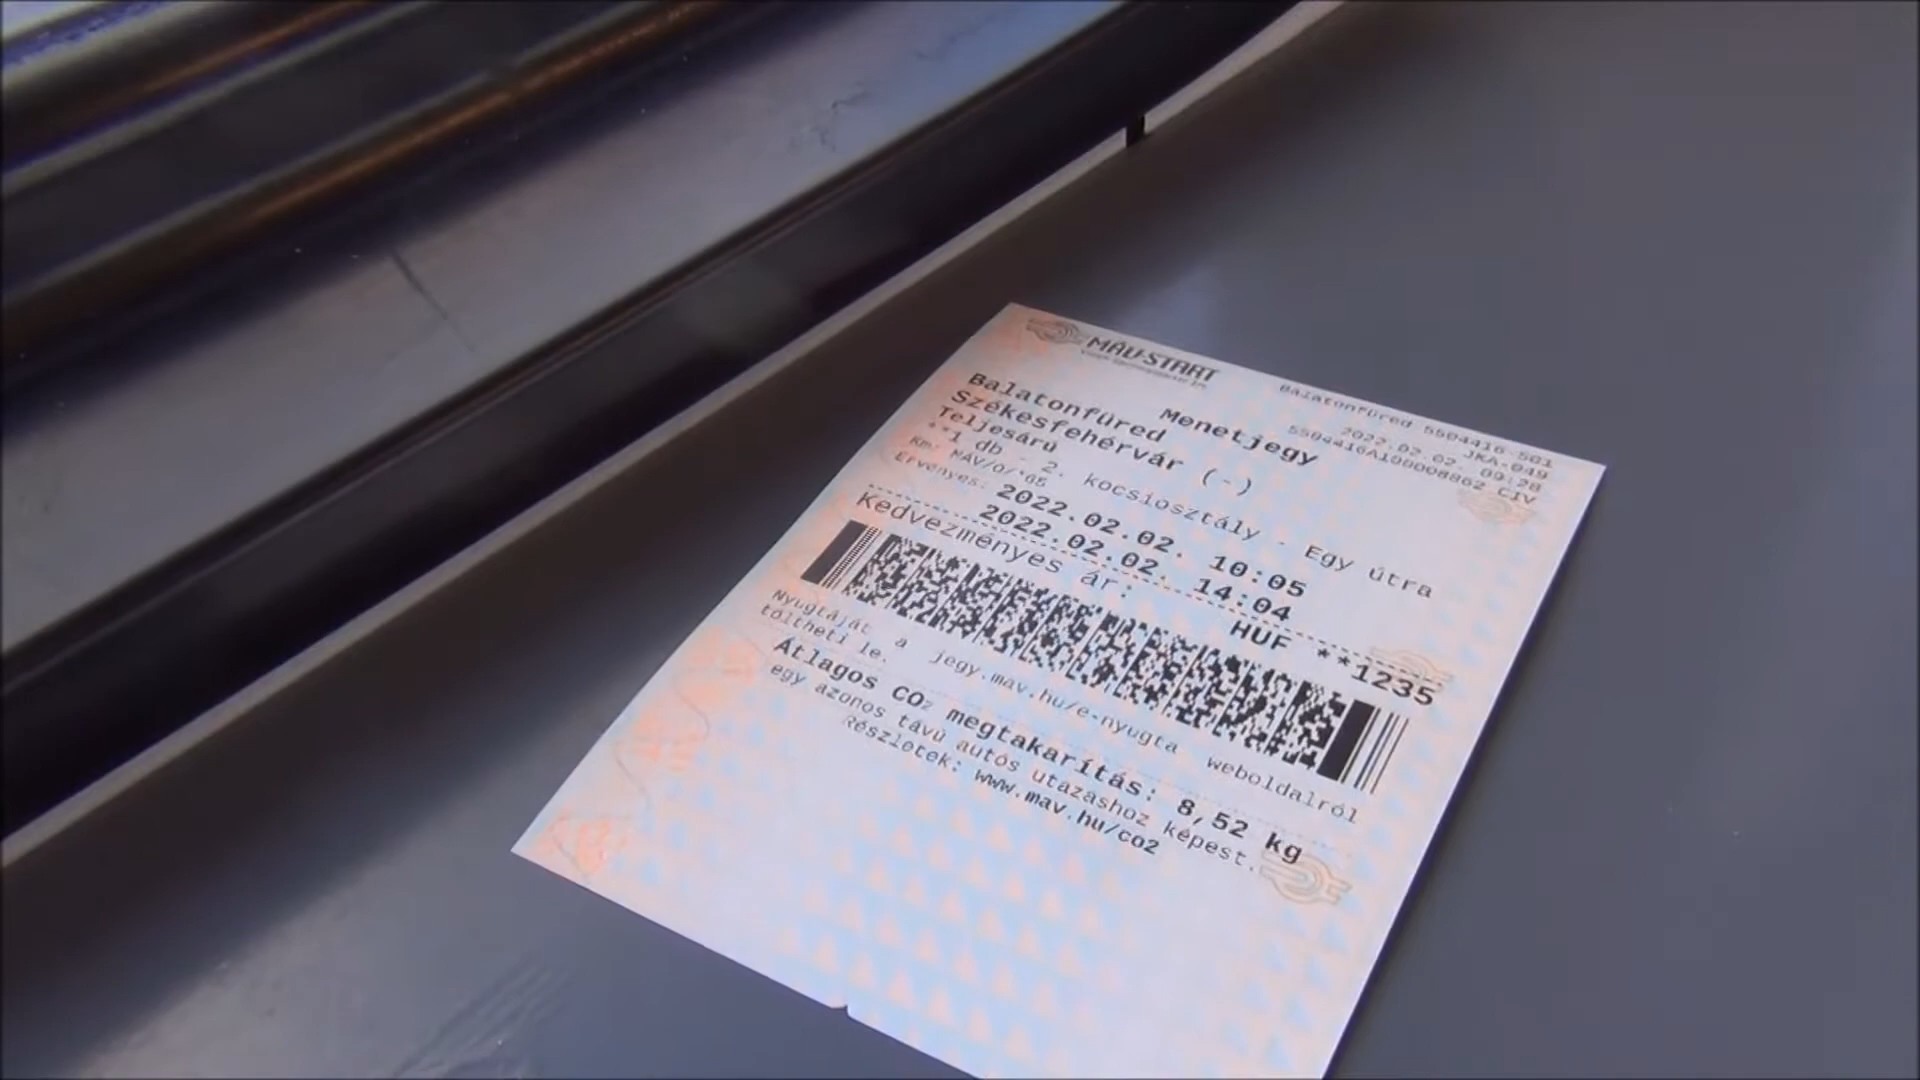 MÁV-START
Balatonfüred 5504416 501
JKA.049
2022.02.02. 09:28
5504416A100008862 CIV
Menetjegy
Balatonfüred
Székesfehérvár (-)
Teljesárú
**1 db - 2. kocsiosztály - Egy útra
Km: MÁV/0/*65
Érvényes: 2022.02.02. 10:05
2022.02.02. 14:04
Kedvezményes ár: HUF **1235
Nyugtáját a jegy.mav.hu/e-nyugta weboldalról
töltheti le.
Átlagos CO₂ megtakarítás: 8,52 kg
egy azonos távú autós utazáshoz képest.
Részletek: www.mav.hu/co2